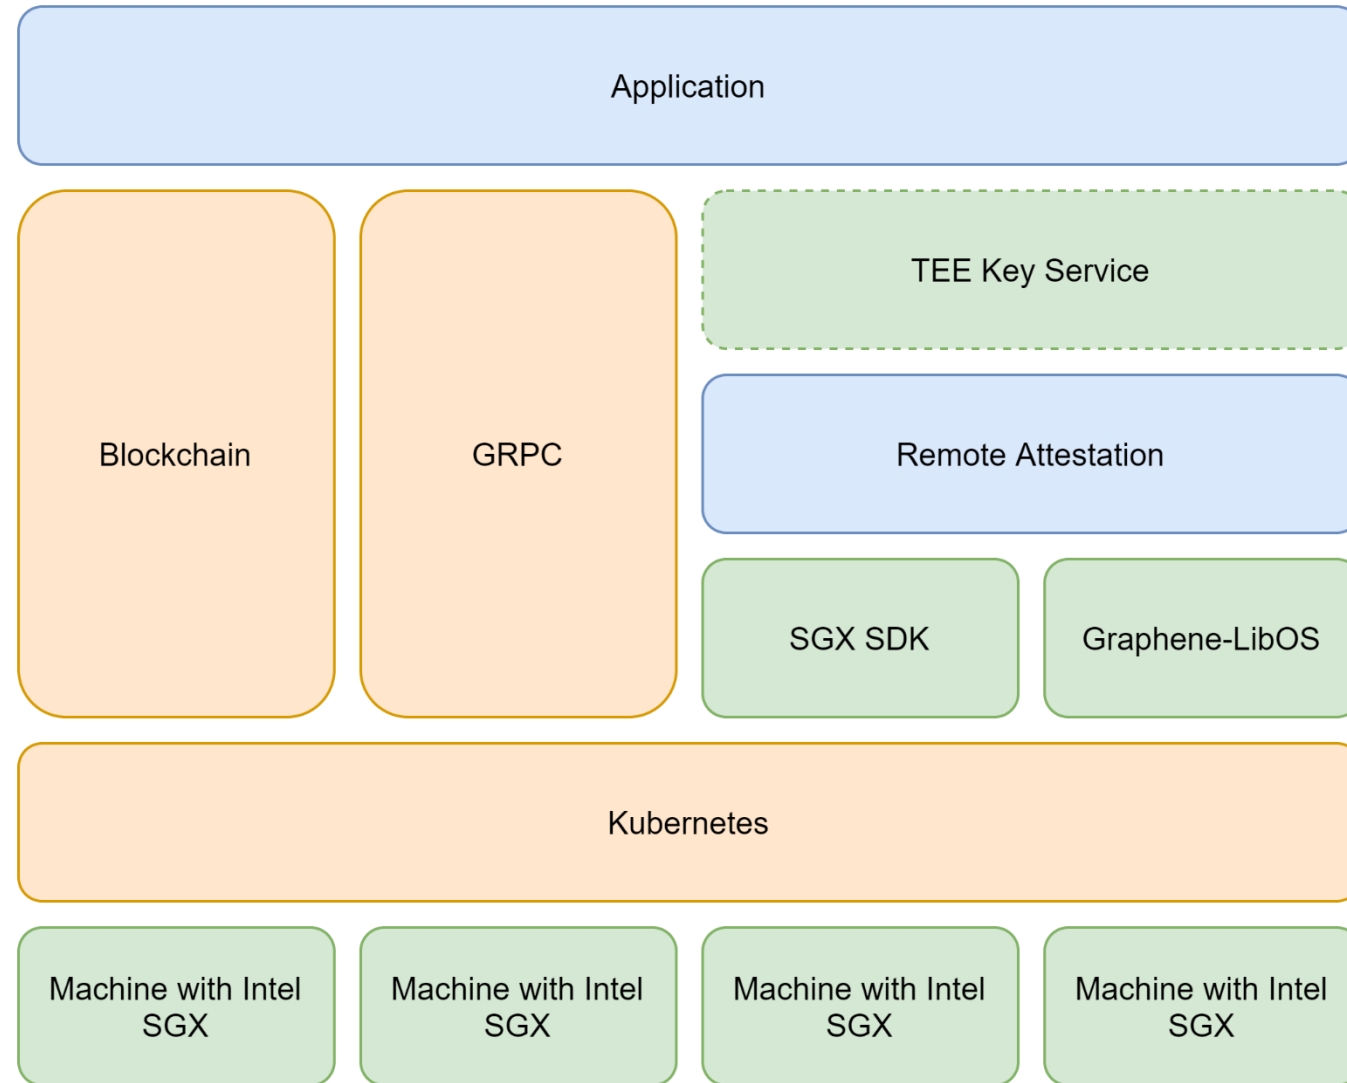 Application
TEE Key Service
Blockchain
GRPC
Remote Attestation
SGX SDK
Graphene-LibOS
Kubernetes
Machine with Intel
SGX
Machine with Intel
SGX
Machine with Intel
SGX
Machine with Intel
SGX